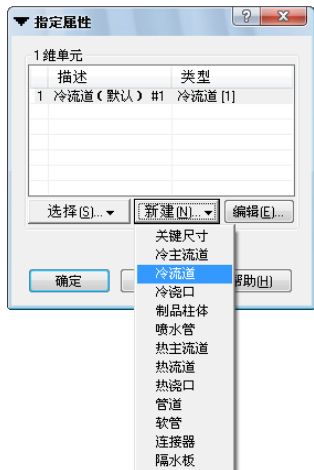 指定属性
1维单元
描述 类型
1 冷流道(默认) #1 冷流道 [1]
选择(S)... 新建(N)... 编辑(E)...
关键尺寸
冷主流道
冷流道
冷浇口
制品柱体
喷水管
热主流道
热流道
热浇口
管道
软管
连接器
隔水板
确定 帮助(H)